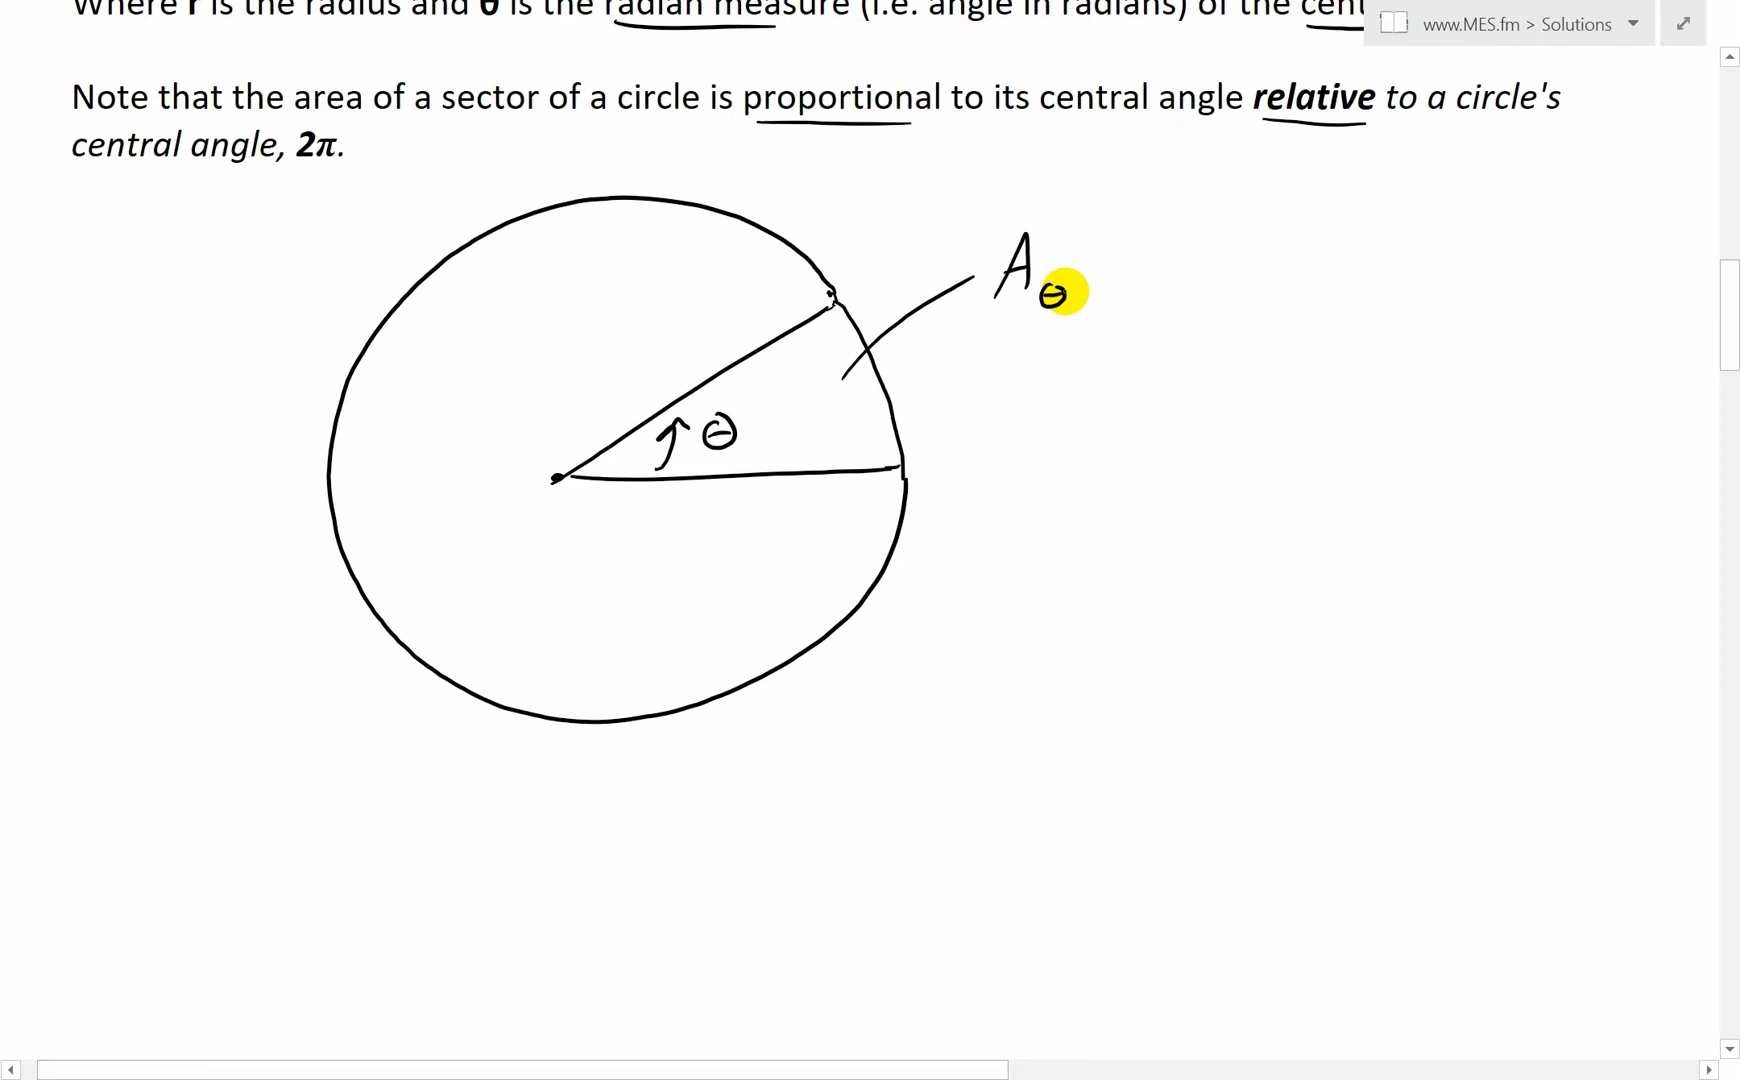 Where r is the radius and θ is the radian measure (i.e. angle in radians) of the
www.MES.fm > Solutions
Note that the area of a sector of a circle is proportional to its central angle relative to a circle's
central angle, 2π.
A
θ
θ